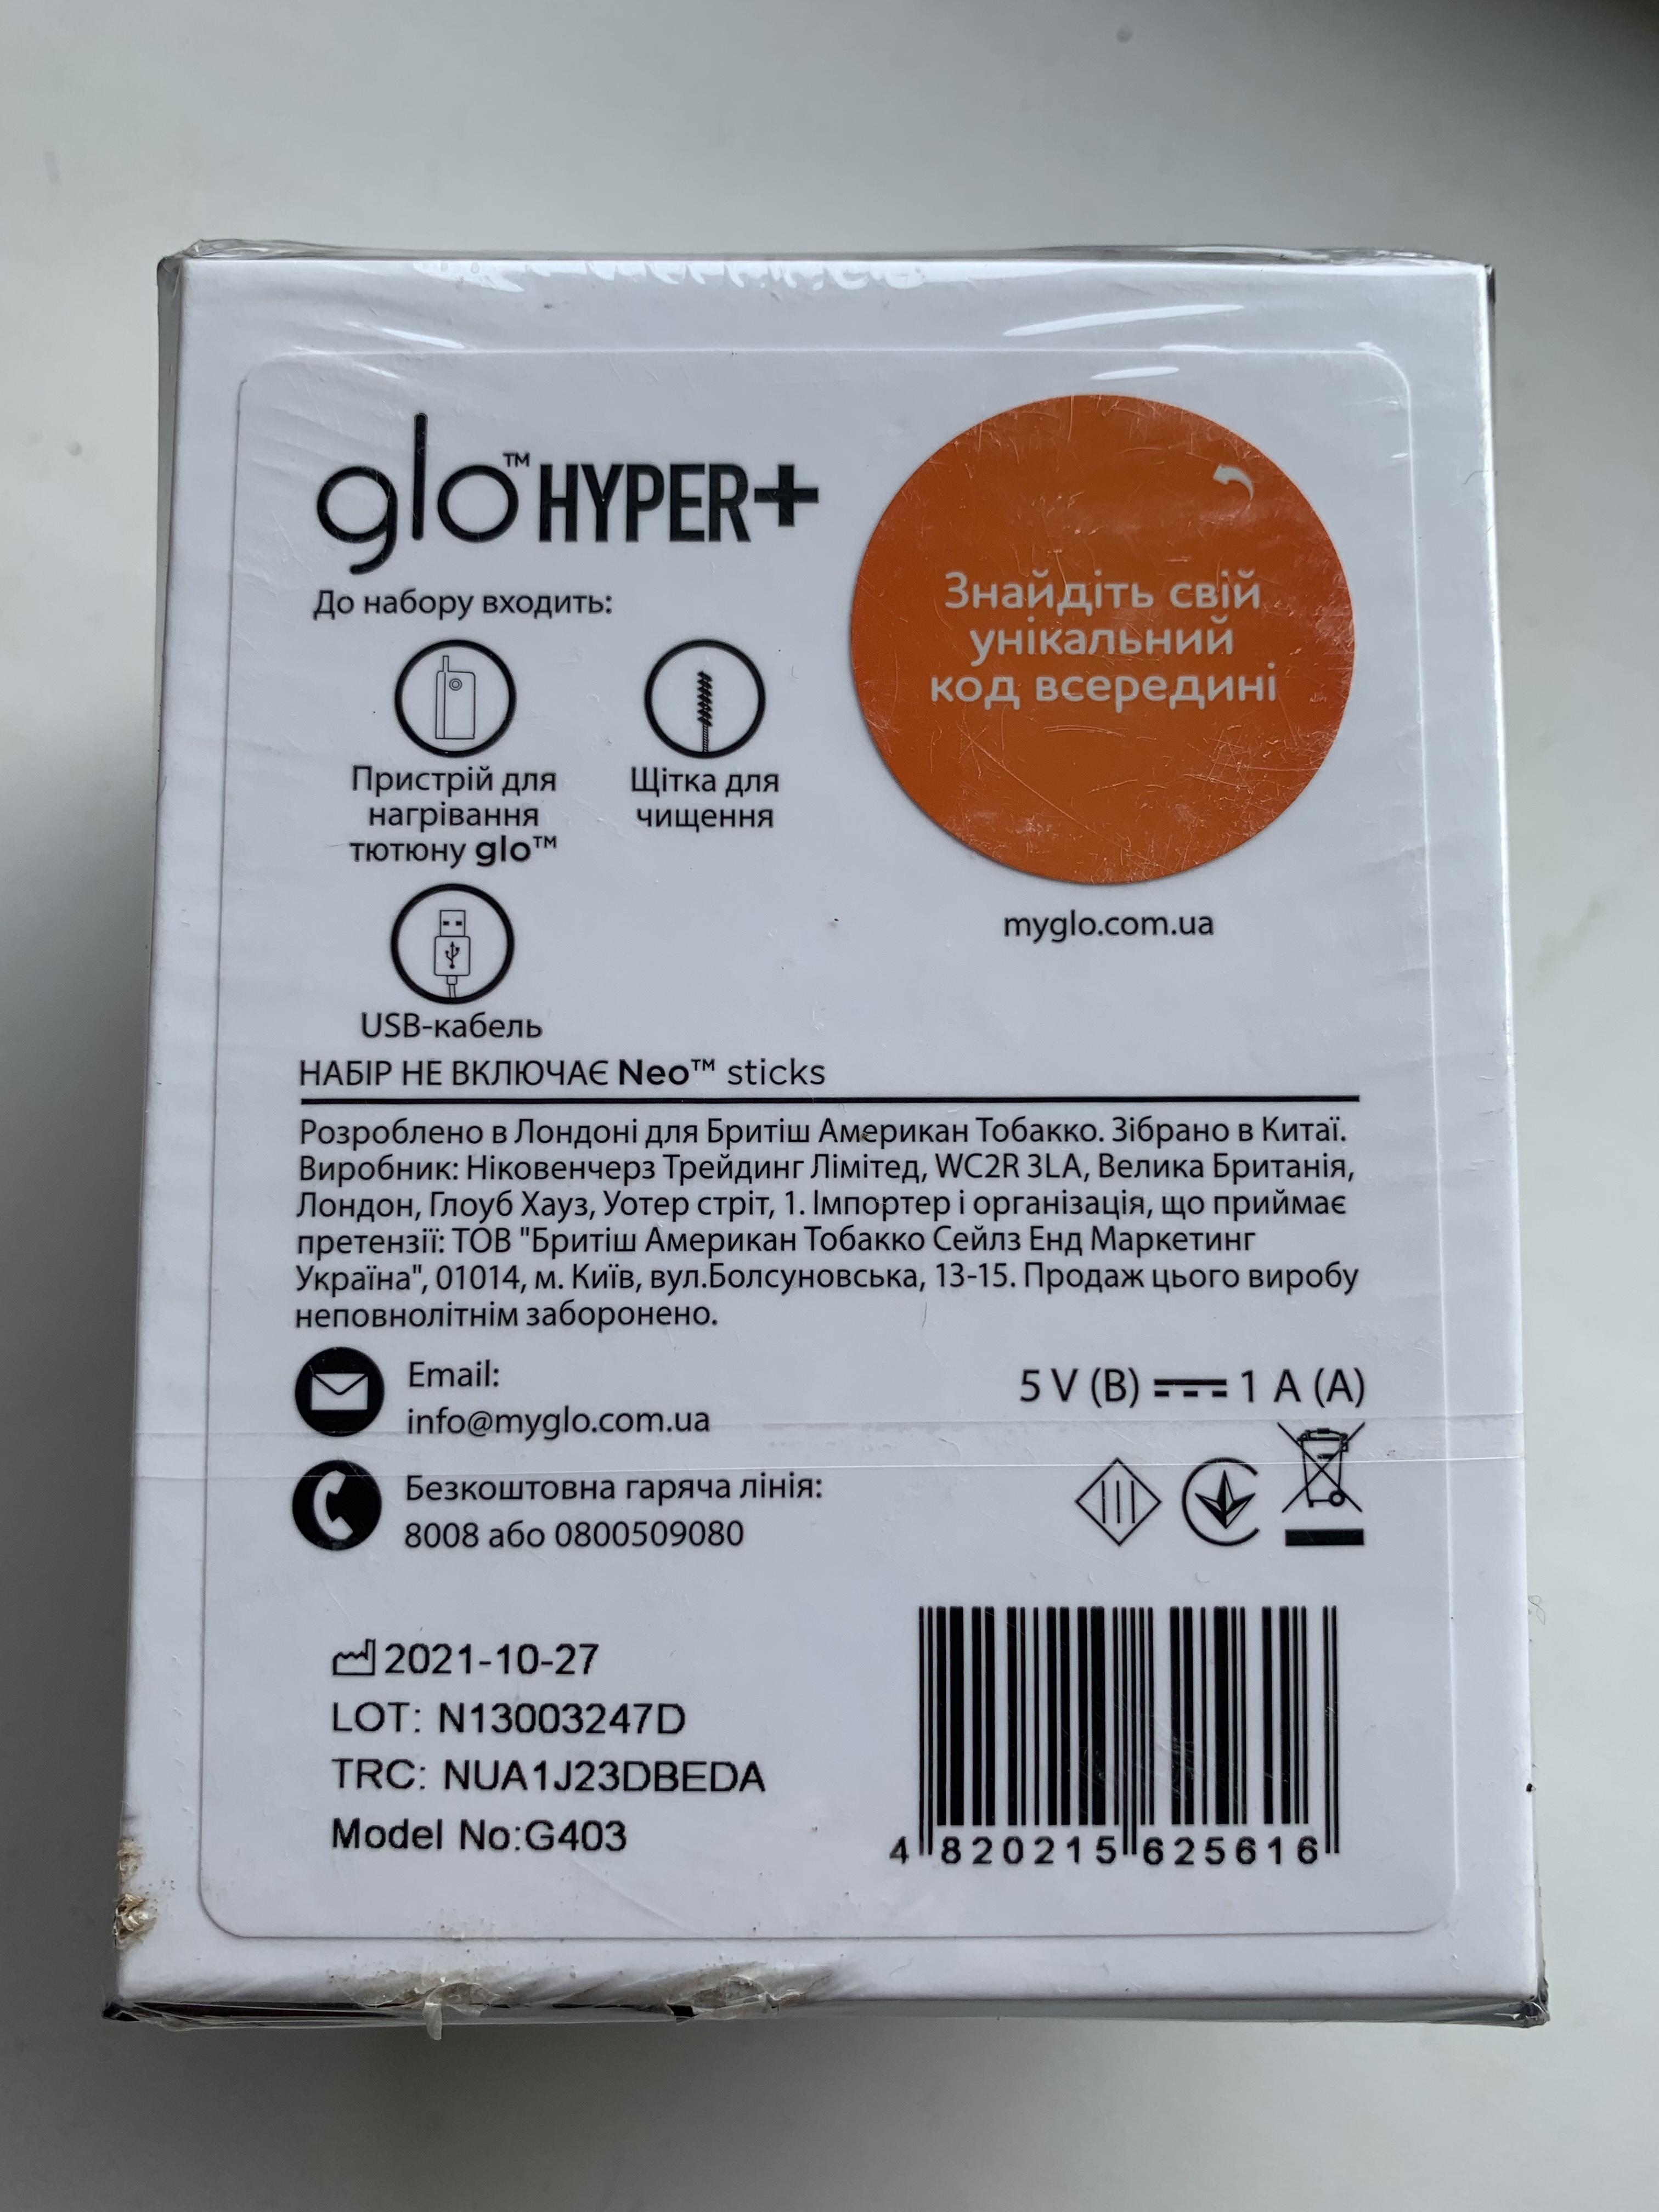 glo™ HYPER+
До набору входить:
Пристрій для
нагрівання
тютюну glo™
Щітка для
чищення
USB-кабель
Знайдіть свій
унікальний
код всередині
myglo.com.ua
НАБІР НЕ ВКЛЮЧАЄ Neo™ sticks
Розроблено в Лондоні для Бритіш Американ Тобакко. Зібрано в Китаї.
Виробник: Ніковенчерз Трейдинг Лімітед, WC2R 3LA, Велика Британія,
Лондон, Глоуб Хауз, Уотер стріт, 1. Імпортер і організація, що приймає
претензії: ТОВ "Бритіш Американ Тобакко Сейлз Енд Маркетинг
Україна", 01014, м. Київ, вул.Болсуновська, 13-15. Продаж цього виробу
неповнолітнім заборонено.
Email:
info@myglo.com.ua
Безкоштовна гаряча лінія:
8008 або 0800509080
5 V (В) ⎓ 1 A (А)
2021-10-27
LOT: N13003247D
TRC: NUA1J23DBEDA
Model No:G403
4 820215 625616